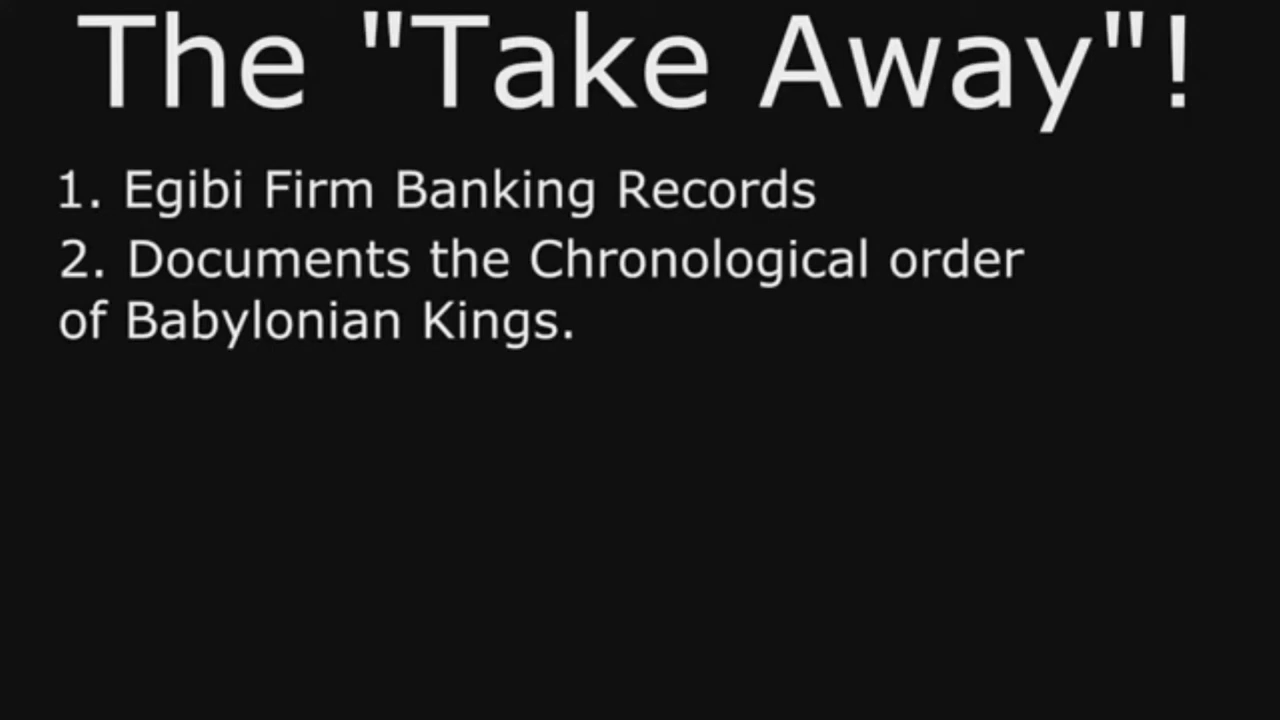 The "Take Away"!
1. Egibi Firm Banking Records
2. Documents the Chronological order
of Babylonian Kings.